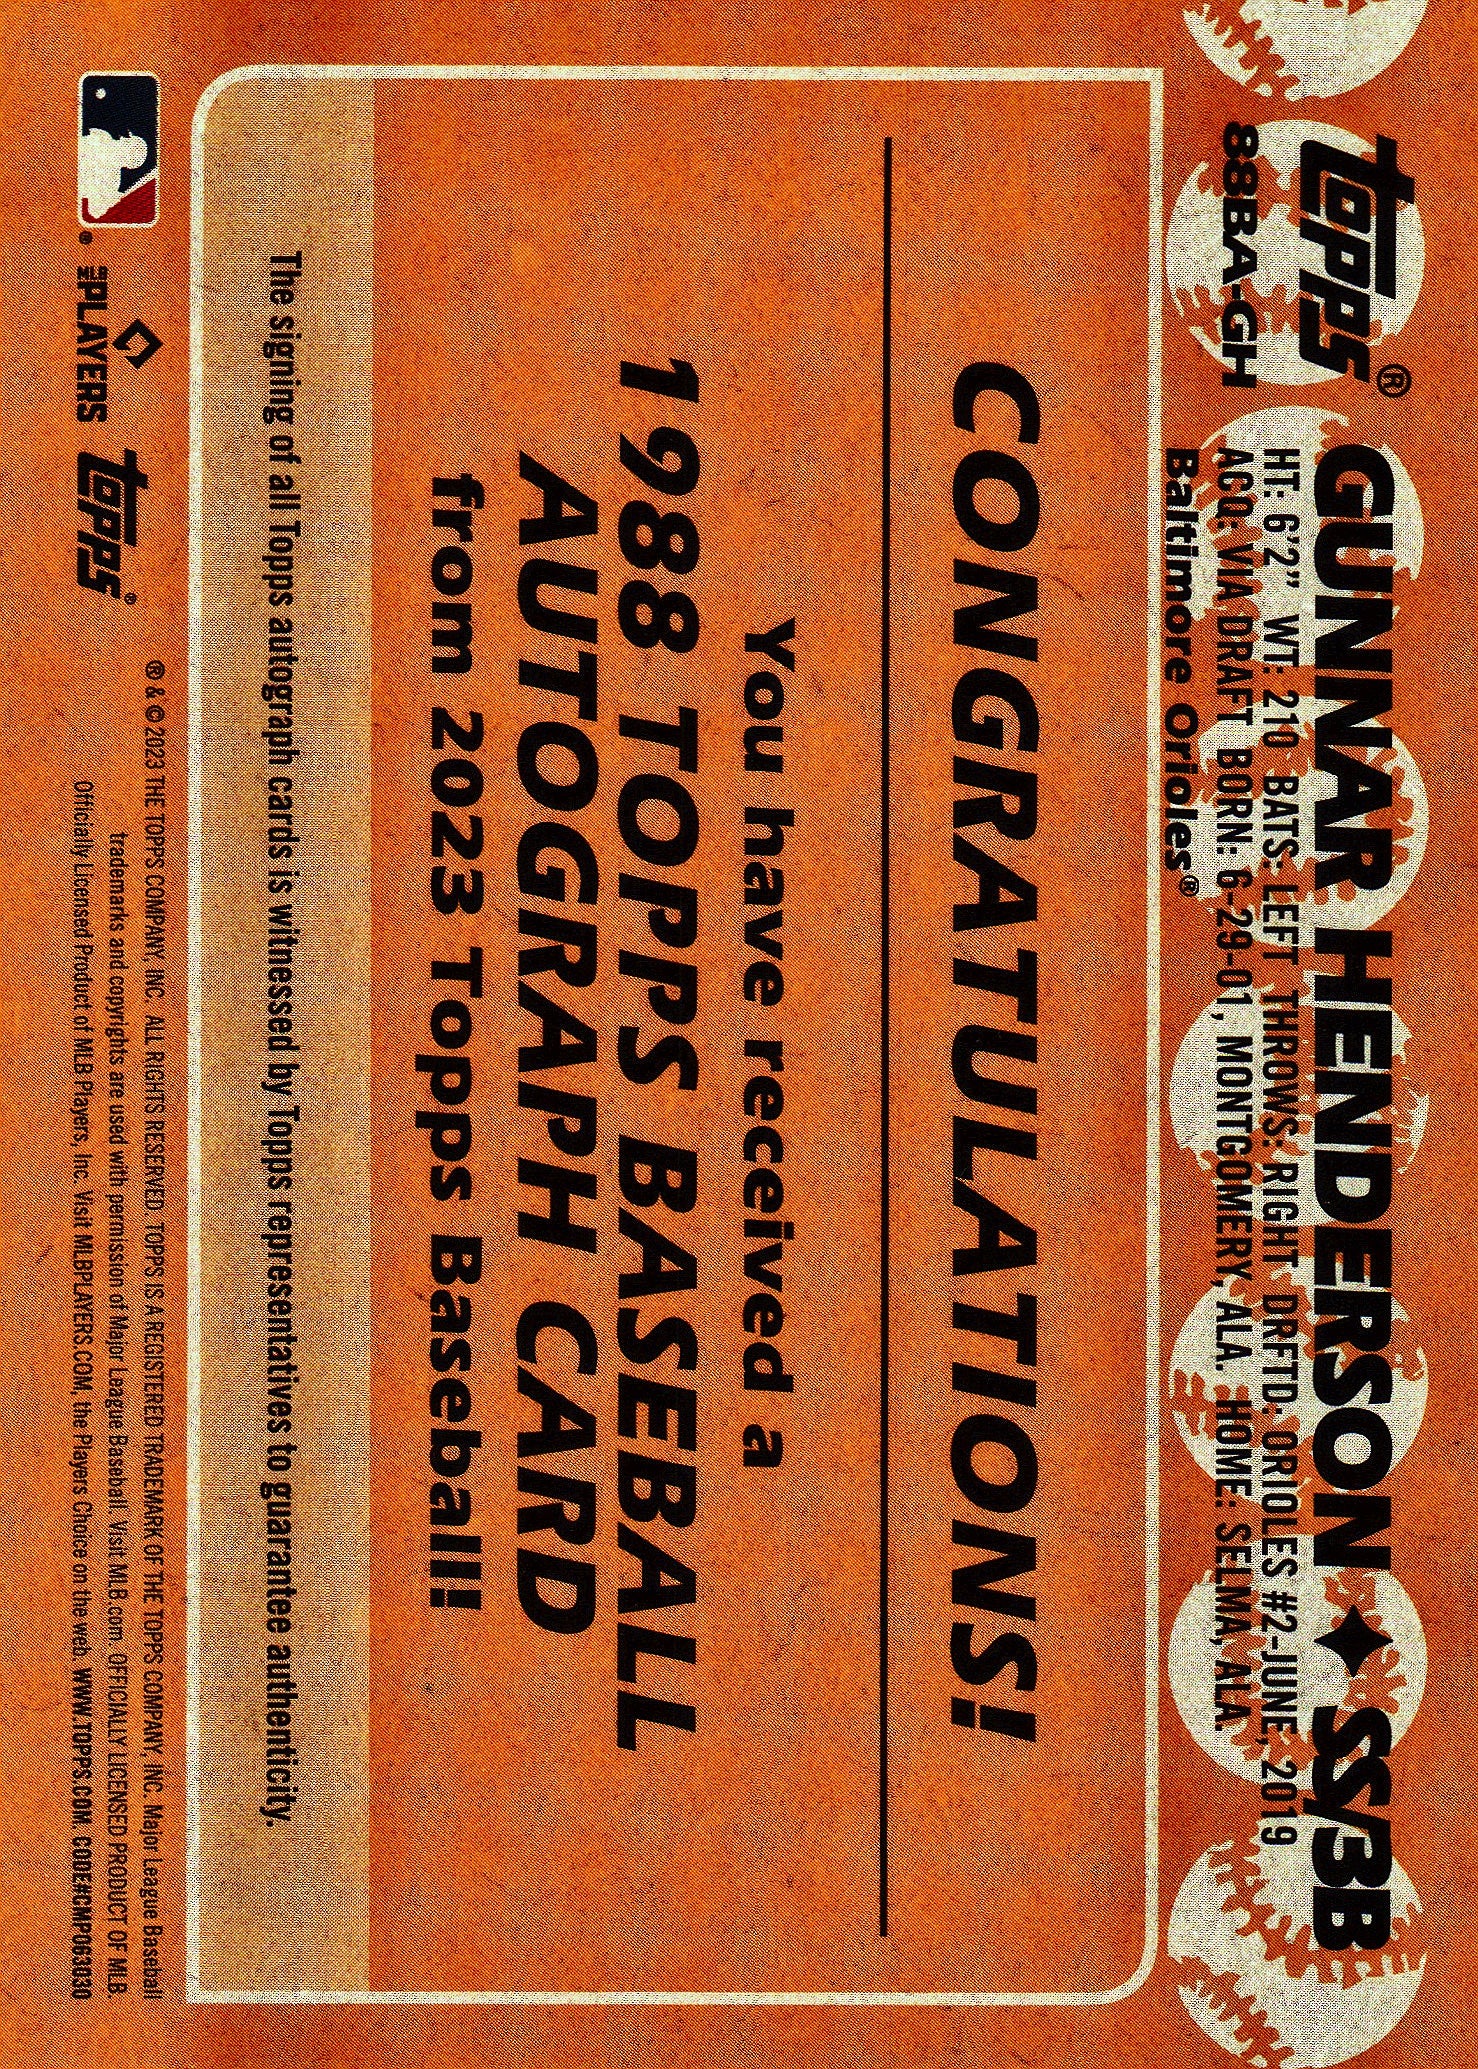 topps®
88BA-GH
GUNNAR HENDERSON ✦ SS/3B
HT: 6'2" WT: 210 BATS: LEFT THROWS: RIGHT DRFTD: ORIOLES #2-JUNE, 2019
ACQ: VIA DRAFT BORN: 6-29-01, MONTGOMERY, ALA. HOME: SELMA, ALA.
Baltimore Orioles®
CONGRATULATIONS!
You have received a
1988 TOPPS BASEBALL
AUTOGRAPH CARD
from 2023 Topps Baseball!
The signing of all Topps autograph cards is witnessed by Topps representatives to guarantee authenticity.
®
MLB PLAYERS
topps®
® & © 2023 THE TOPPS COMPANY, INC. ALL RIGHTS RESERVED. TOPPS IS A REGISTERED TRADEMARK OF THE TOPPS COMPANY, INC. Major League Baseball
trademarks and copyrights are used with permission of Major League Baseball. Visit MLB.com. OFFICIALLY LICENSED PRODUCT OF MLB.
Officially Licensed Product of MLB Players, Inc. Visit MLBPLAYERS.COM, the Players Choice on the web. WWW.TOPPS.COM. CODE#CMP063030